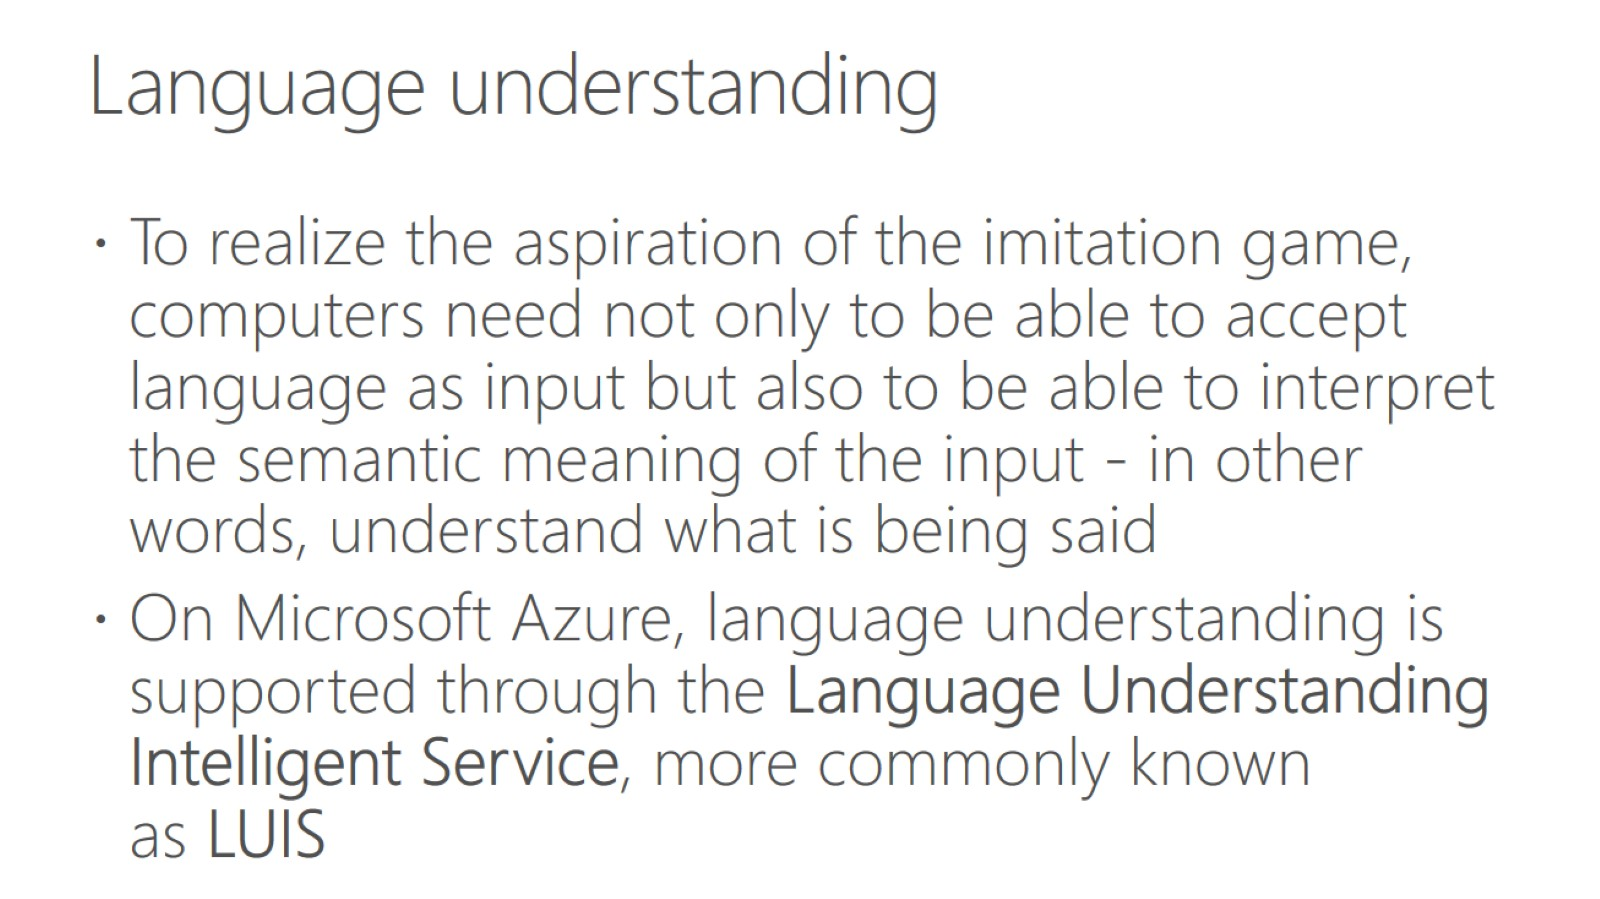 Language understanding
• To realize the aspiration of the imitation game,
computers need not only to be able to accept
language as input but also to be able to interpret
the semantic meaning of the input - in other
words, understand what is being said
• On Microsoft Azure, language understanding is
supported through the Language Understanding
Intelligent Service, more commonly known
as LUIS